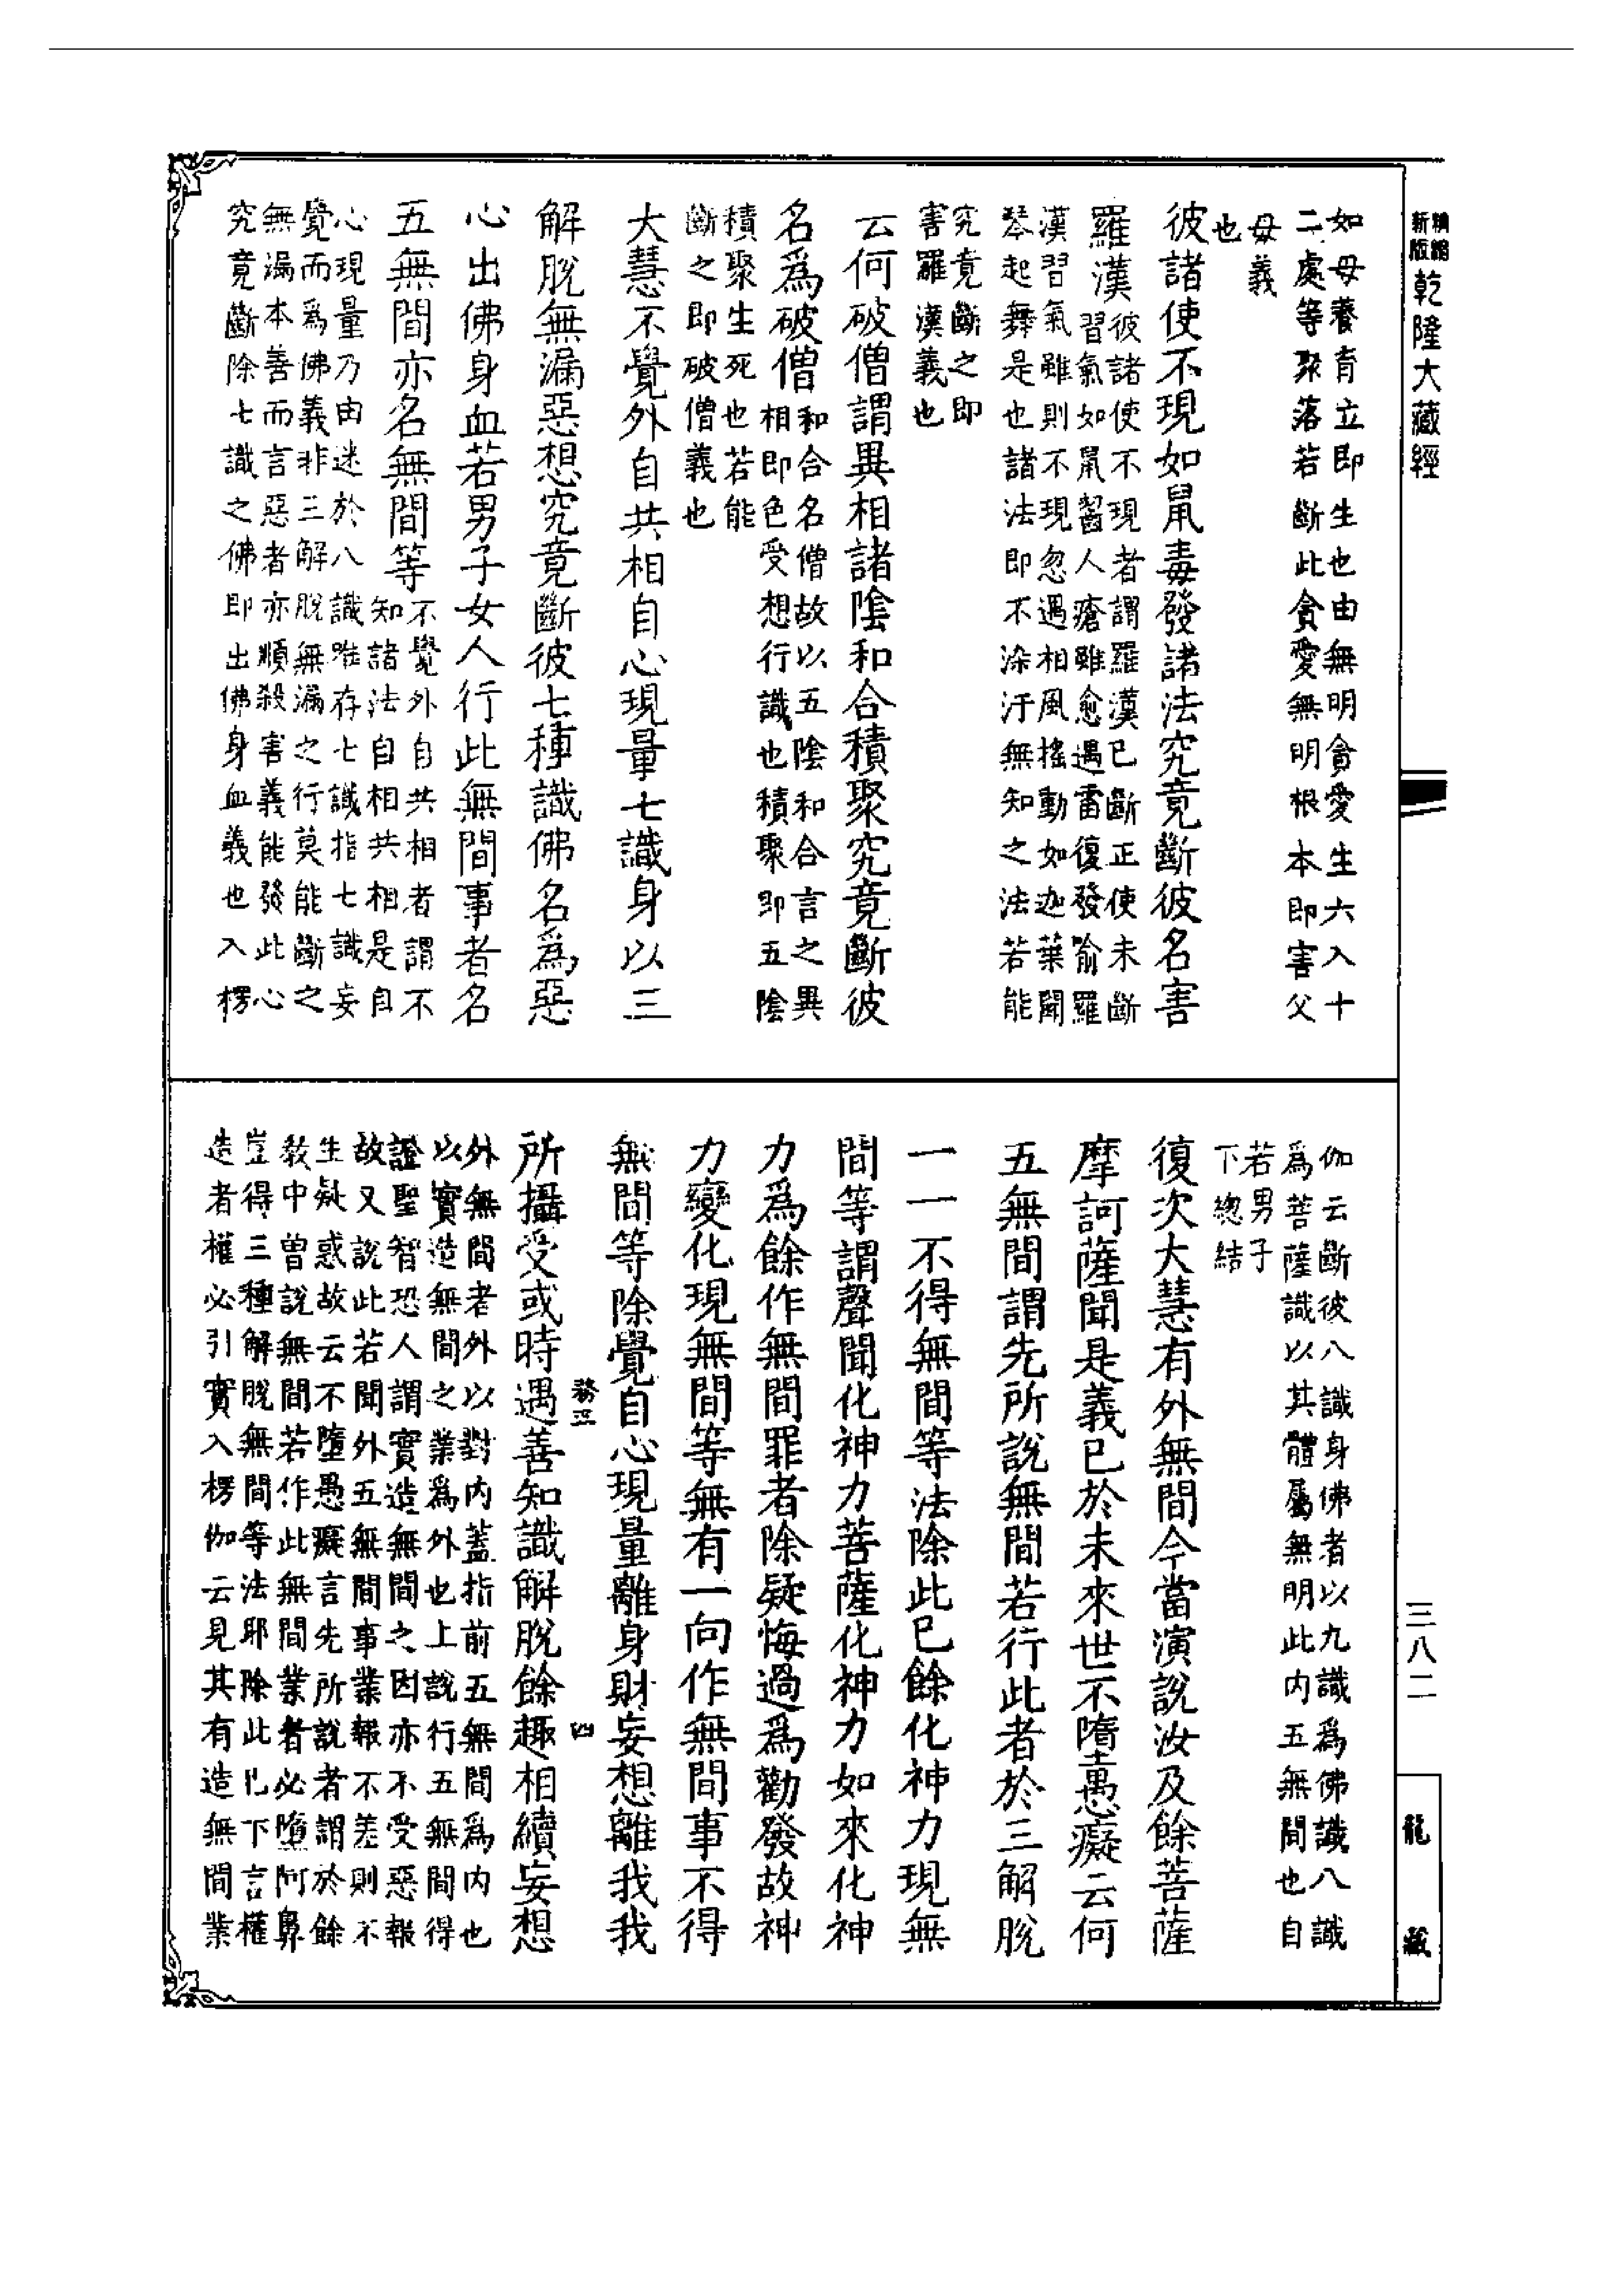 精縮新版乾隆大藏經
如母養育立即生也由無明貪愛生六入十
二處等聚落若斷此貪愛無明根本即害父
母義
也
彼諸使不現如鼠毒發諸法究竟斷彼名害
羅漢彼諸使不現者謂羅漢已斷正使未斷
習氣如鼠齧人瘡雖愈遇雷復發喻羅
漢習氣雖則不現忽遇相風搖動如迦葉聞
琴起舞是也諸法即不染汙無知之法若能
究竟斷之即
害羅漢義也
云何破僧謂異相諸陰和合積聚究竟斷彼
名為破僧和合名僧故以五陰和合言之異
相即色受想行識也積聚即五陰
積聚生死也若能
斷之即破僧義也
大慧不覺外自共相自心現量七識身以三
解脫無漏惡想究竟斷彼七種識佛名為惡
心出佛身血若男子女人行此無間事者名
五無間亦名無間等不覺外自共相者謂不
知諸法自相共相是自
心現量乃由迷於八識唯存七識指七識妄
覺而為佛義非三解脫無漏之行莫能斷之
無漏本善而言惡者亦順殺害義能發此心
究竟斷除七識之佛即出佛身血義也入楞
伽云斷彼八識身佛者以九識為佛識八識
為菩薩識以其體屬無明此内五無間也自
若男子
下總結
復次大慧有外無間今當演說汝及餘菩薩
摩訶薩聞是義已於未來世不墮愚癡云何
五無間謂先所說無間若行此者於三解脫
一一不得無間等法除此已餘化神力現無
間等謂聲聞化神力菩薩化神力如來化神
力為餘作無間罪者除疑悔過為勸發故神
力變化現無間等無有一向作無間事不得
無間等除覺自心現量離身財妄想離我我
務三
四
所攝受或時遇善知識解脫餘趣相續妄想
外無間者外以對内蓋指前五無間為内也
以實造無間之業為外也上說行五無間得
證聖智恐人謂實造無間之因亦不受惡報
故又說此若聞外五無間事業報不差則不
生疑惑故云不墮愚癡言先所說者謂於餘
教中曾說無間若作此無間業者必墮阿鼻
豈得三種解脫無間等法耶除此已下言權
造者權必引實入楞伽云見其有造無間業
三八二
龍藏